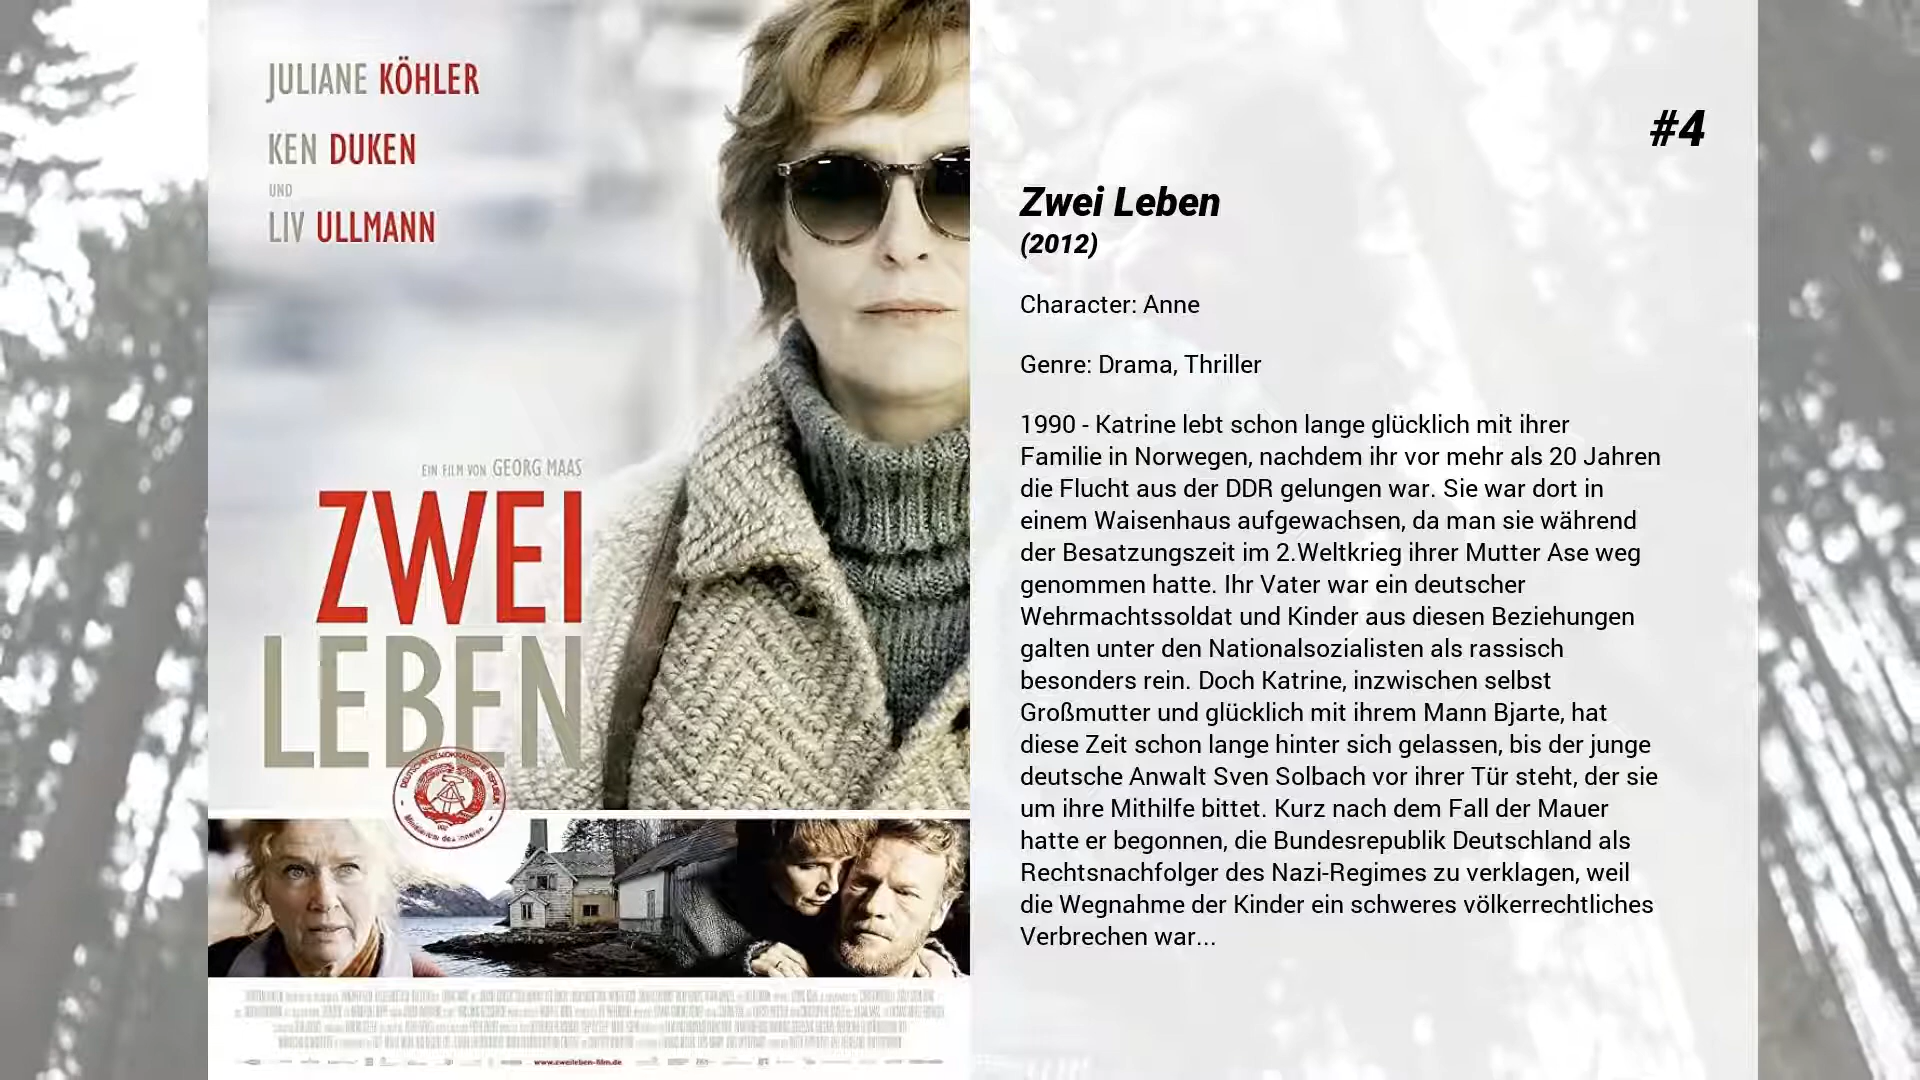 JULIANE KÖHLER
KEN DUKEN
UND
LIV ULLMANN
EIN FILM VON GEORG MAAS
ZWEI
LEBEN
DEUTSCHE DEMOKRATISCHE REPUBLIK
Ministerium des Inneren
www.zweileben-film.de
#4
Zwei Leben
(2012)
Character: Anne
Genre: Drama, Thriller
1990 - Katrine lebt schon lange glücklich mit ihrer
Familie in Norwegen, nachdem ihr vor mehr als 20 Jahren
die Flucht aus der DDR gelungen war. Sie war dort in
einem Waisenhaus aufgewachsen, da man sie während
der Besatzungszeit im 2.Weltkrieg ihrer Mutter Ase weg
genommen hatte. Ihr Vater war ein deutscher
Wehrmachtssoldat und Kinder aus diesen Beziehungen
galten unter den Nationalsozialisten als rassisch
besonders rein. Doch Katrine, inzwischen selbst
Großmutter und glücklich mit ihrem Mann Bjarte, hat
diese Zeit schon lange hinter sich gelassen, bis der junge
deutsche Anwalt Sven Solbach vor ihrer Tür steht, der sie
um ihre Mithilfe bittet. Kurz nach dem Fall der Mauer
hatte er begonnen, die Bundesrepublik Deutschland als
Rechtsnachfolger des Nazi-Regimes zu verklagen, weil
die Wegnahme der Kinder ein schweres völkerrechtliches
Verbrechen war...